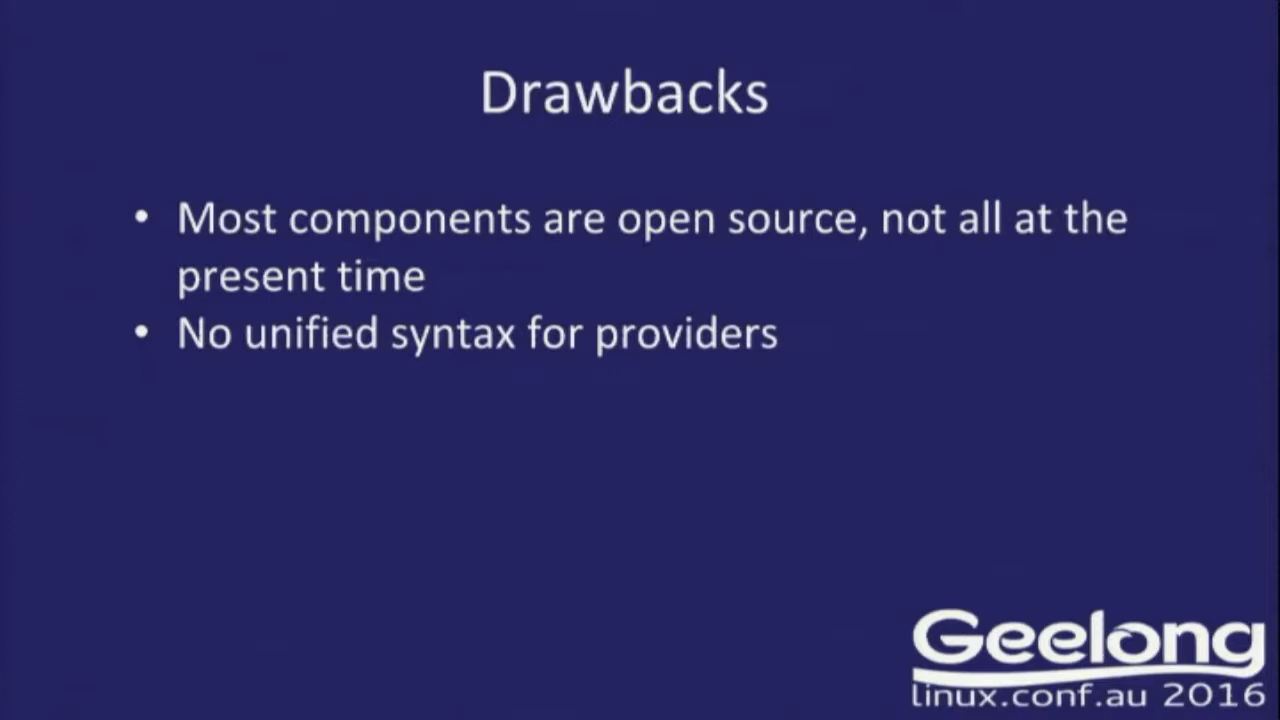 Drawbacks
• Most components are open source, not all at the
present time
• No unified syntax for providers
Geelong
linux.conf.au 2016